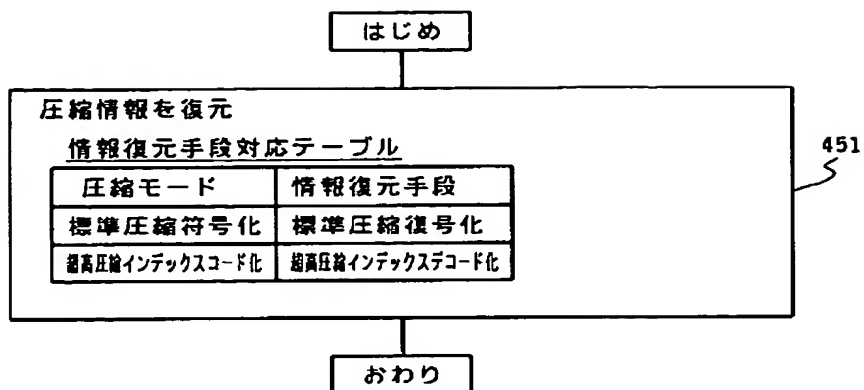 はじめ
圧縮情報を復元
情報復元手段対応テーブル
圧縮モード 情報復元手段
標準圧縮符号化 標準圧縮復号化
超高圧縮インデックスコード化 超高圧縮インデックスデコード化
451
おわり